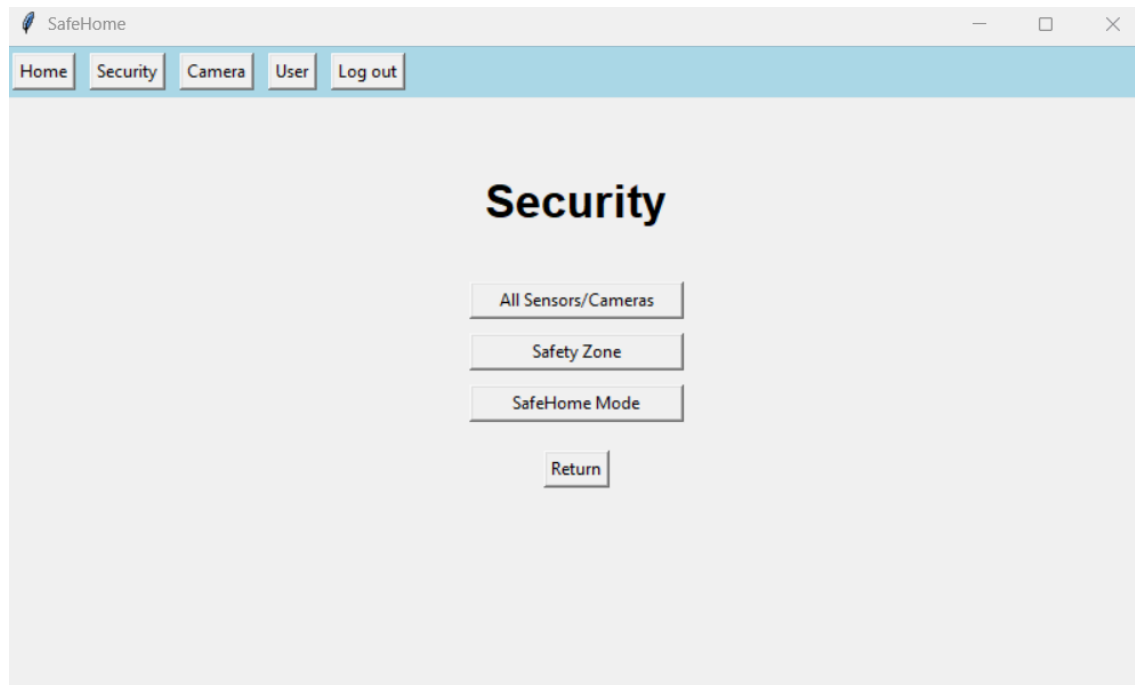 SafeHome
Home Security Camera User Log out
Security
All Sensors/Cameras
Safety Zone
SafeHome Mode
Return